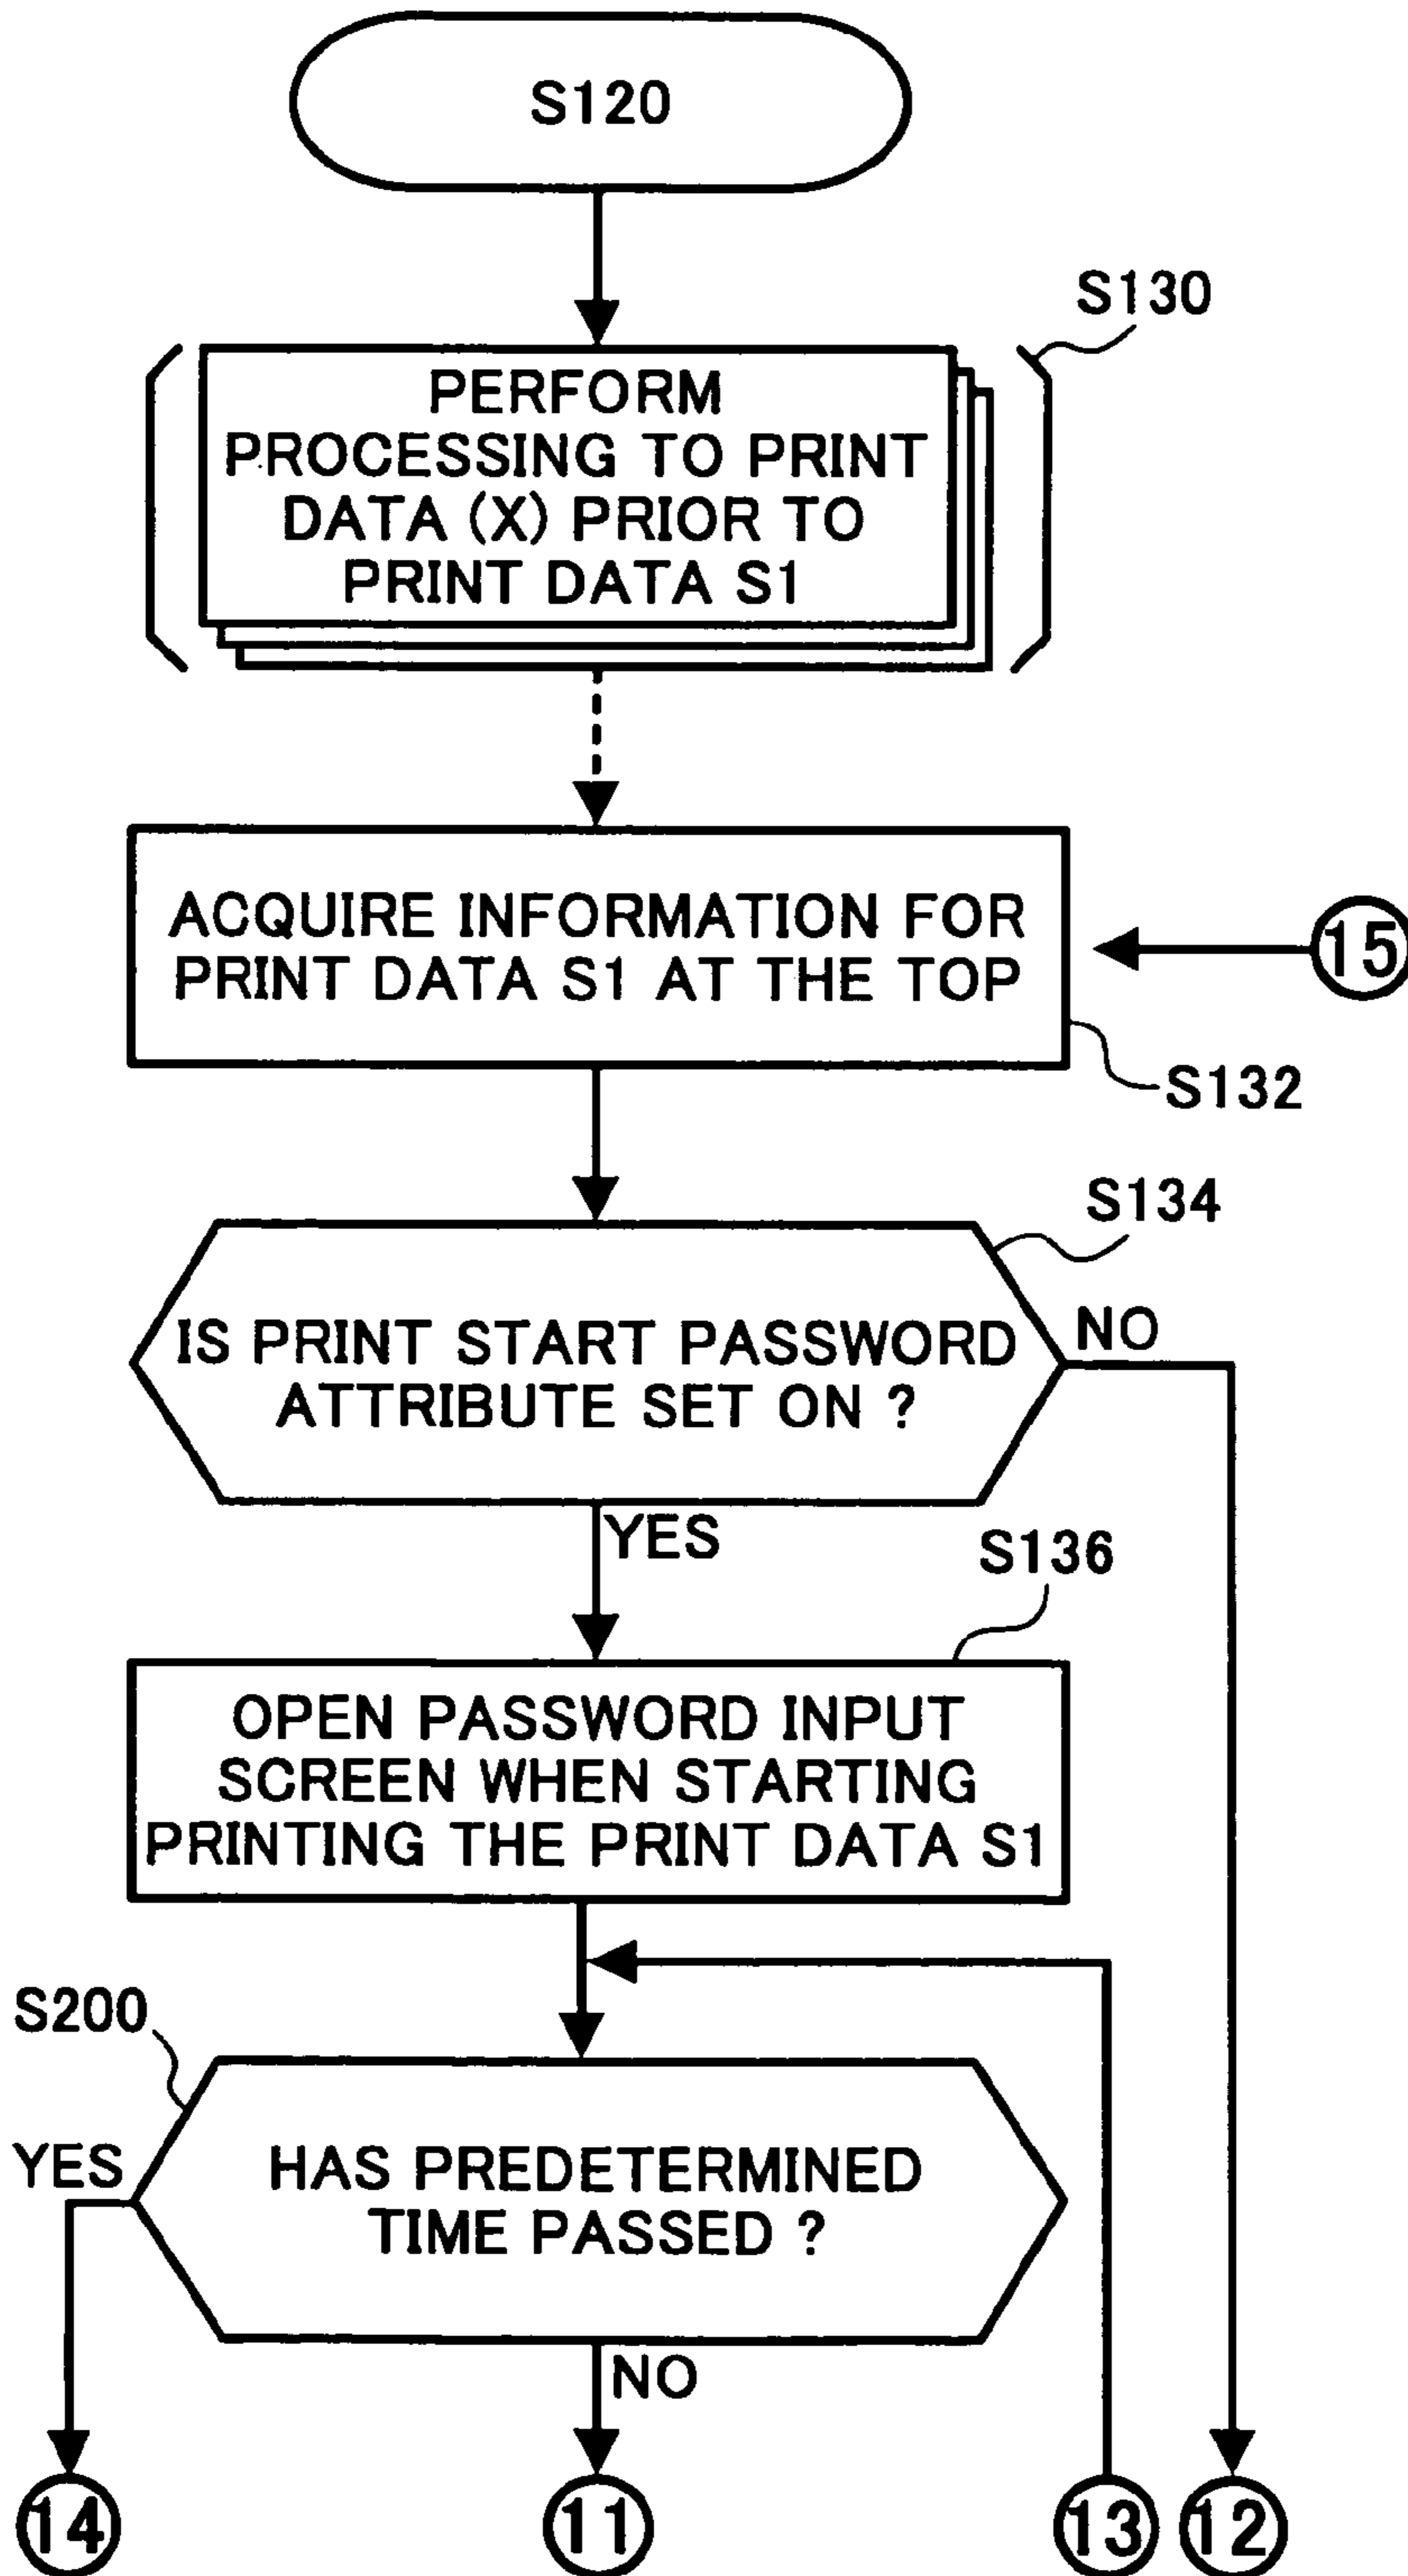 S120
S130
PERFORM
PROCESSING TO PRINT
DATA (X) PRIOR TO
PRINT DATA S1
ACQUIRE INFORMATION FOR
PRINT DATA S1 AT THE TOP
15
S132
S134
IS PRINT START PASSWORD
ATTRIBUTE SET ON ?
NO
YES
S136
OPEN PASSWORD INPUT
SCREEN WHEN STARTING
PRINTING THE PRINT DATA S1
S200
YES
HAS PREDETERMINED
TIME PASSED ?
NO
14
11
13
12